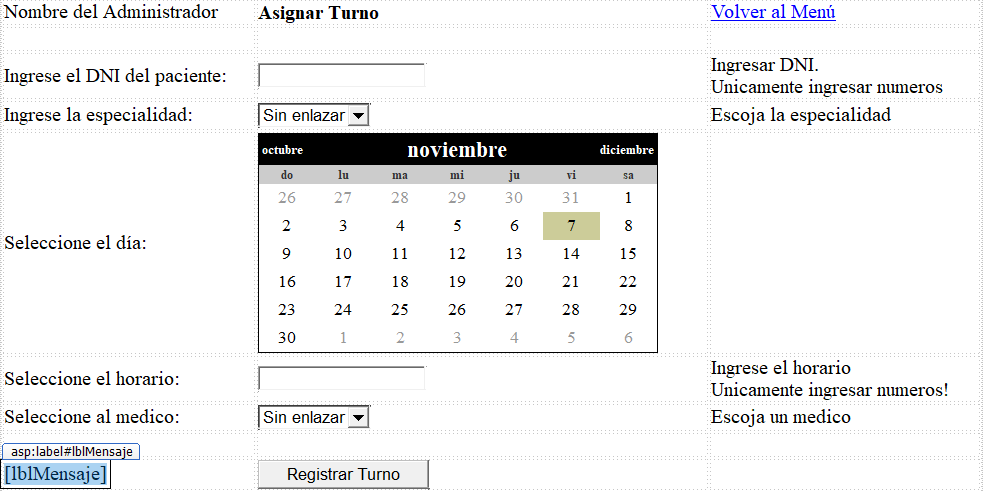 Nombre del Administrador Asignar Turno Volver al Menú
Ingrese el DNI del paciente: Ingresar DNI.
Unicamente ingresar numeros
Ingrese la especialidad: Sin enlazar Escoja la especialidad
octubre noviembre diciembre
do lu ma mi ju vi sa
26 27 28 29 30 31 1
2 3 4 5 6 7 8
9 10 11 12 13 14 15
Seleccione el día:
16 17 18 19 20 21 22
23 24 25 26 27 28 29
30 1 2 3 4 5 6
Seleccione el horario: Ingrese el horario
Unicamente ingresar numeros!
Seleccione al medico: Sin enlazar Escoja un medico
asp:label#lblMensaje
[lblMensaje] Registrar Turno